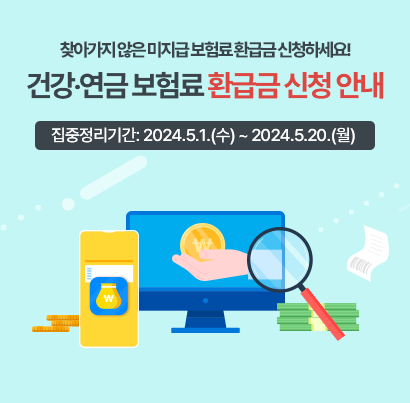 찾아가지 않은 미지급 보험료 환급금 신청하세요!
건강·연금 보험료 환급금 신청 안내
집중정리기간: 2024.5.1.(수) ~ 2024.5.20.(월)
₩
₩